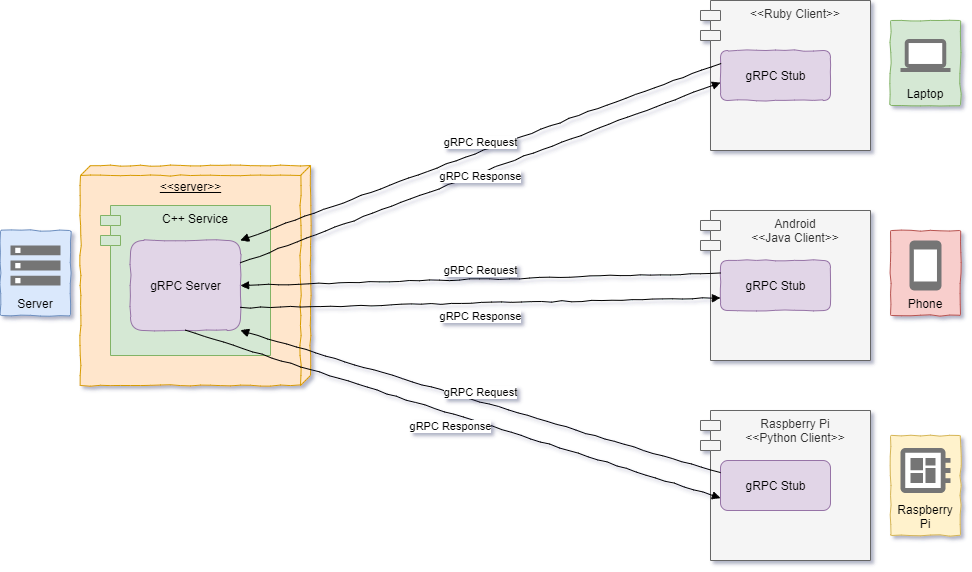 <<Ruby Client>>
gRPC Stub
Laptop
gRPC Request
gRPC Response
<<server>>
C++ Service
gRPC Server
Server
Android
<<Java Client>>
gRPC Stub
Phone
gRPC Request
gRPC Response
gRPC Request
gRPC Response
Raspberry Pi
<<Python Client>>
gRPC Stub
Raspberry
Pi